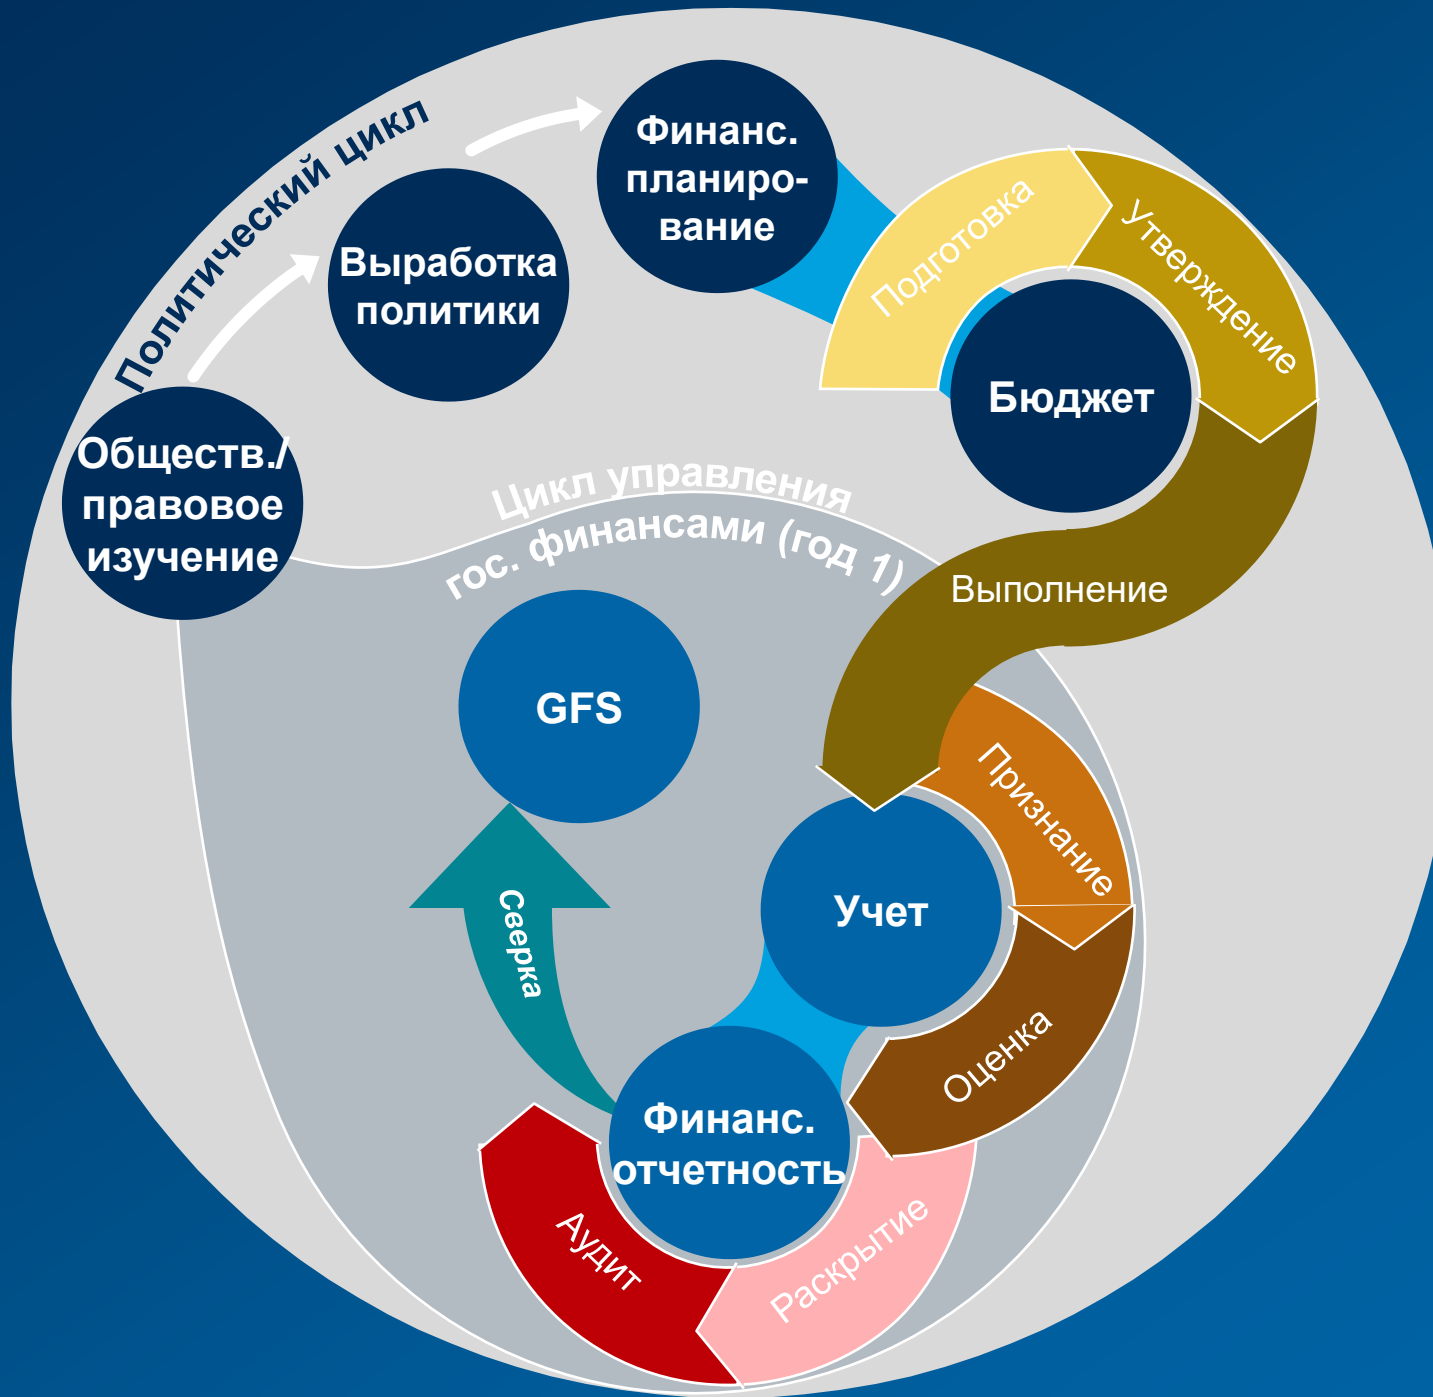 Политический цикл
Финанс.
планиро-
вание
Выработка
политики
Обществ./
правовое
изучение
Подготовка
Утверждение
Бюджет
Цикл управления
гос. финансами (год 1)
Выполнение
GFS
Признание
Учет
Сверка
Оценка
Финанс.
отчетность
Аудит
Раскрытие